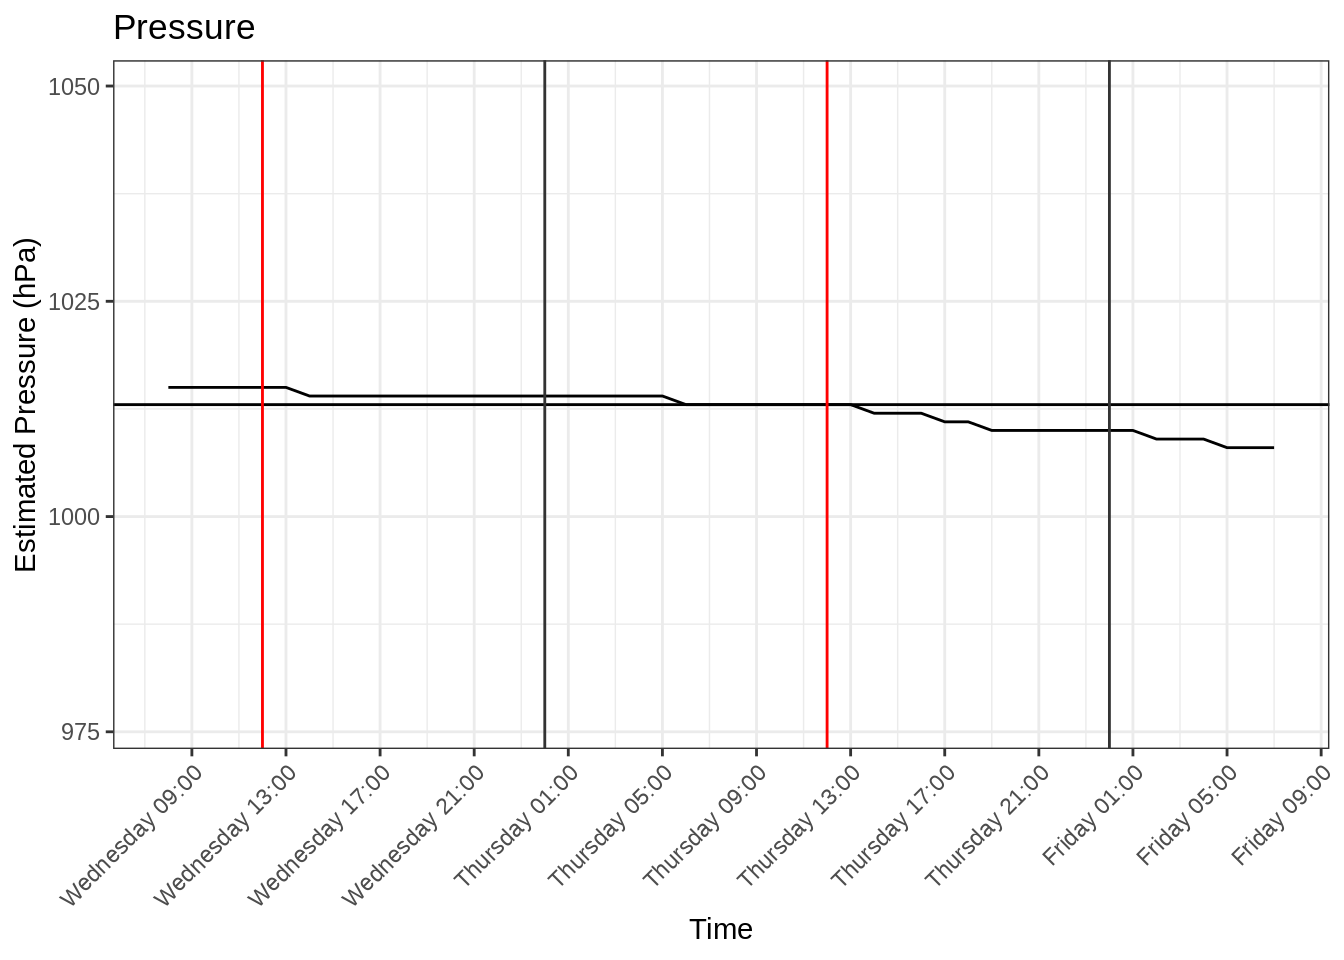 Pressure
Estimated Pressure (hPa)
1050
1025
1000
975
Wednesday 09:00
Wednesday 13:00
Wednesday 17:00
Wednesday 21:00
Thursday 01:00
Thursday 05:00
Thursday 09:00
Thursday 13:00
Thursday 17:00
Thursday 21:00
Friday 01:00
Friday 05:00
Friday 09:00
Time